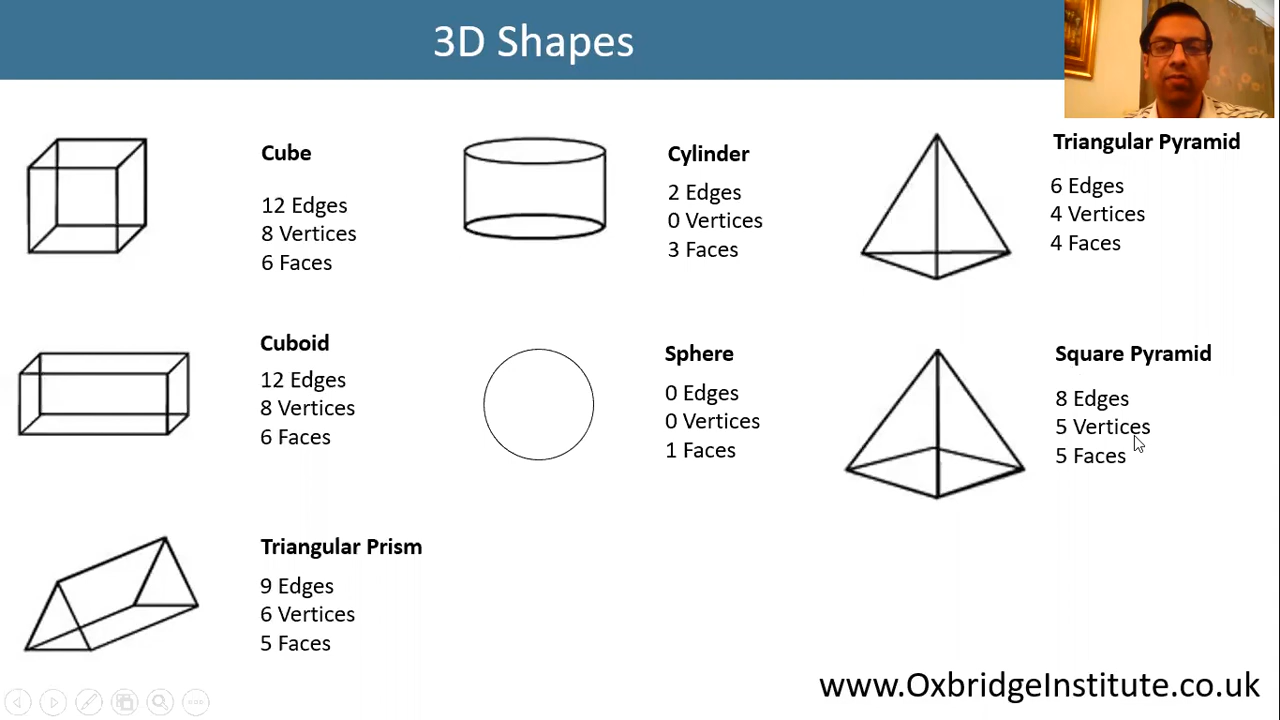 3D Shapes
Cube
12 Edges
8 Vertices
6 Faces
Cylinder
2 Edges
0 Vertices
3 Faces
Triangular Pyramid
6 Edges
4 Vertices
4 Faces
Cuboid
12 Edges
8 Vertices
6 Faces
Sphere
0 Edges
0 Vertices
1 Faces
Square Pyramid
8 Edges
5 Vertices
5 Faces
Triangular Prism
9 Edges
6 Vertices
5 Faces
www.OxbridgeInstitute.co.uk